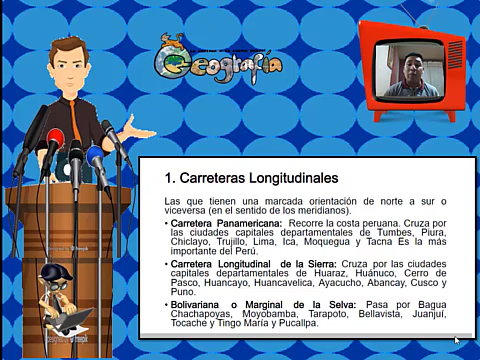 Geografía
1. Carreteras Longitudinales
Las que tienen una marcada orientación de norte a sur o
viceversa (en el sentido de los meridianos).
• Carretera Panamericana: Recorre la costa peruana. Cruza por
las ciudades capitales departamentales de Tumbes, Piura,
Chiclayo, Trujillo, Lima, Ica, Moquegua y Tacna Es la más
importante del Perú.
• Carretera Longitudinal de la Sierra: Cruza por las ciudades
capitales departamentales de Huaraz, Huánuco, Cerro de
Pasco, Huancayo, Huancavelica, Ayacucho, Abancay, Cusco y
Puno.
• Bolivariana o Marginal de la Selva: Pasa por Bagua
Chachapoyas, Moyobamba, Tarapoto, Bellavista, Juanjuí,
Tocache y Tingo María y Pucallpa.